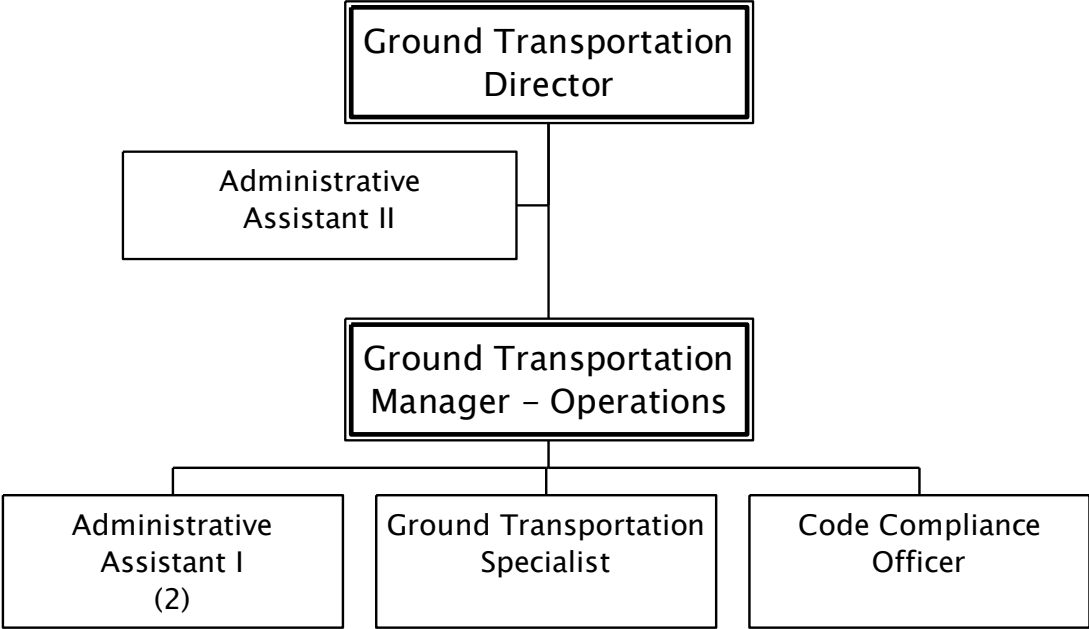 Ground Transportation
Director
Administrative
Assistant II
Ground Transportation
Manager – Operations
Administrative
Assistant I
(2)
Ground Transportation
Specialist
Code Compliance
Officer